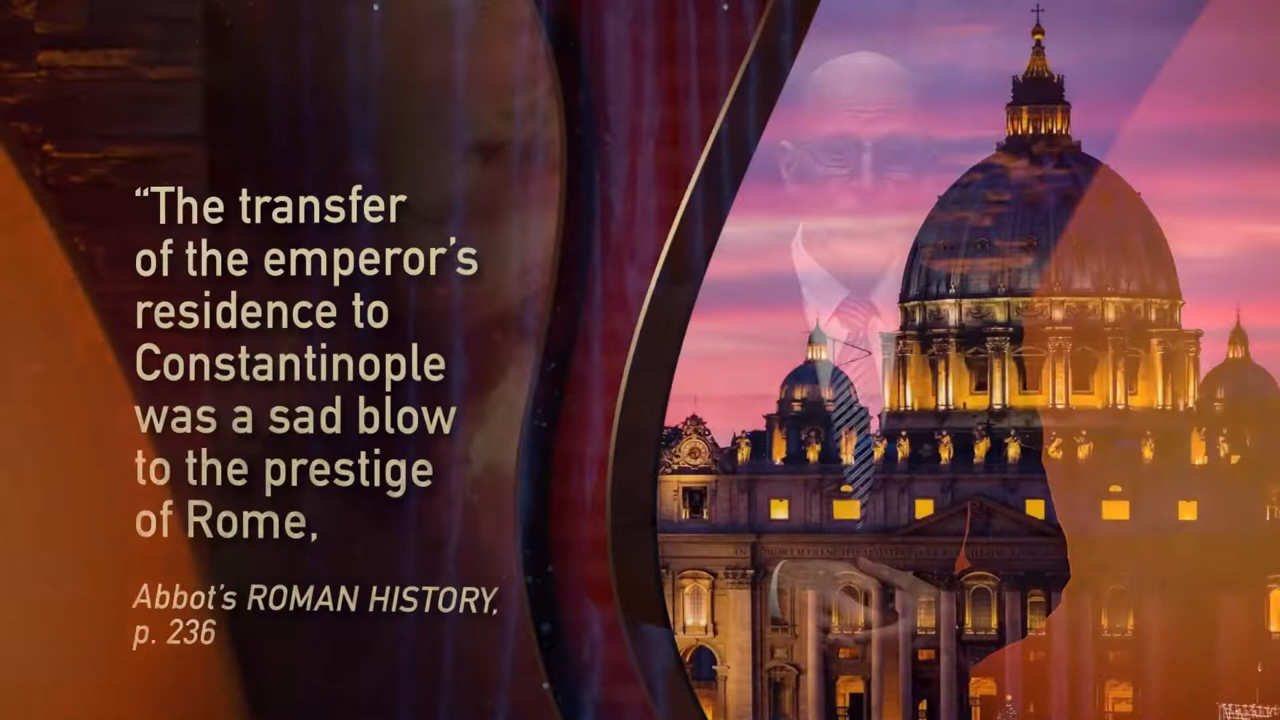 “The transfer
of the emperor’s
residence to
Constantinople
was a sad blow
to the prestige
of Rome,
Abbot’s ROMAN HISTORY,
p. 236